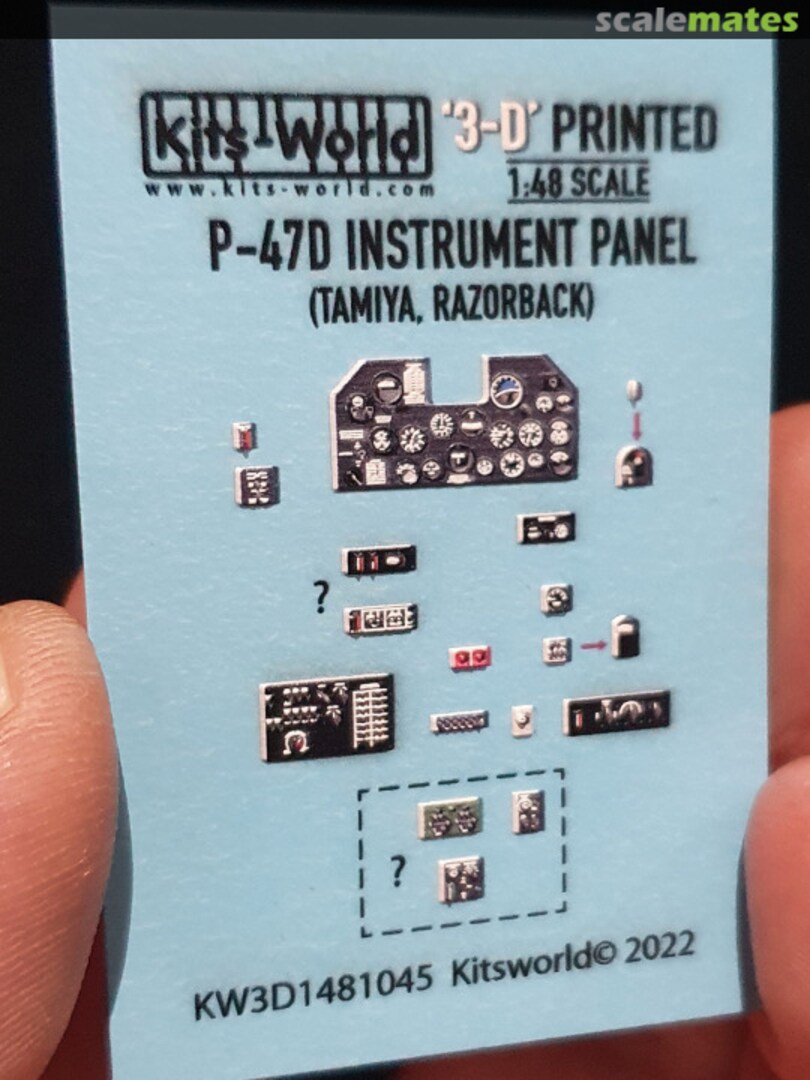 scalemates
Kits-World
'3-D' PRINTED
www.kits-world.com
1:48 SCALE
P-47D INSTRUMENT PANEL
(TAMIYA, RAZORBACK)
?
?
KW3D1481045 Kitsworld© 2022